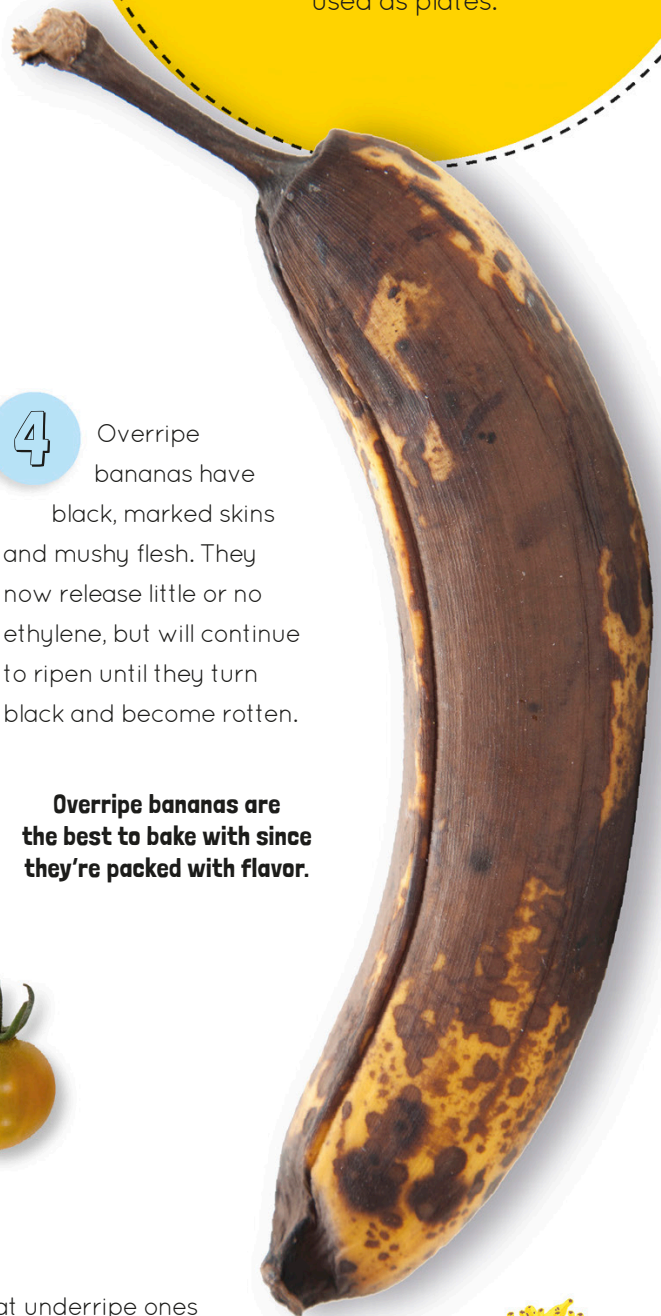 used as plates.
4
Overripe
bananas have
black, marked skins
and mushy flesh. They
now release little or no
ethylene, but will continue
to ripen until they turn
black and become rotten.
Overripe bananas are
the best to bake with since
they're packed with flavor.
at underripe ones